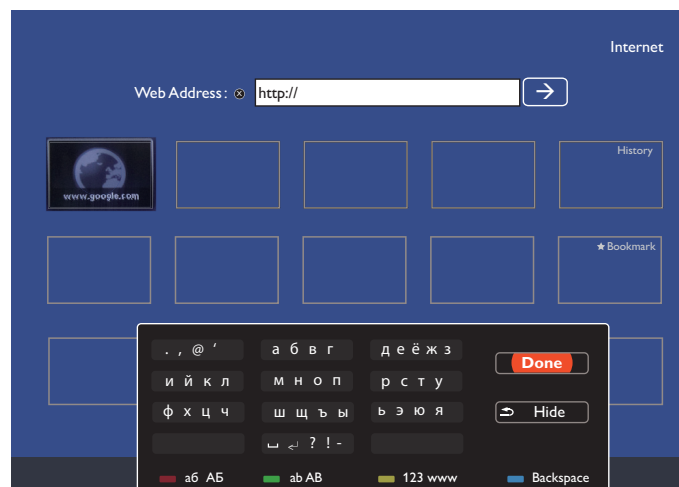 Internet
Web Address: http://
www.google.com
History
★Bookmark
. , @ ‘
а б в г
д е ё ж з
Done
и й к л
м н о п
р с т у
ф х ц ч
ш щ ъ ы
ь э ю я
Hide
␣ ↵ ? ! -
аб АБ
ab AB
123 www
Backspace